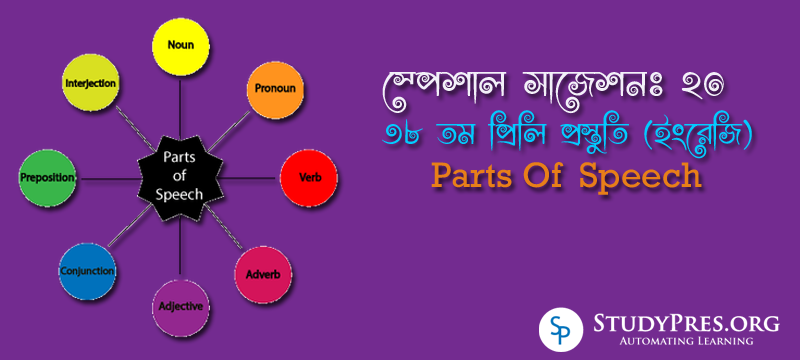 Noun
Interjection
Pronoun
Parts
of
Speech
Preposition
Verb
Conjunction
Adverb
Adjective
স্পেশাল সাজেশনঃ ২০
৩৮ তম প্রিলি প্রস্তুতি (ইংরেজি)
Parts Of Speech
SP
StudyPres.org
Automating Learning